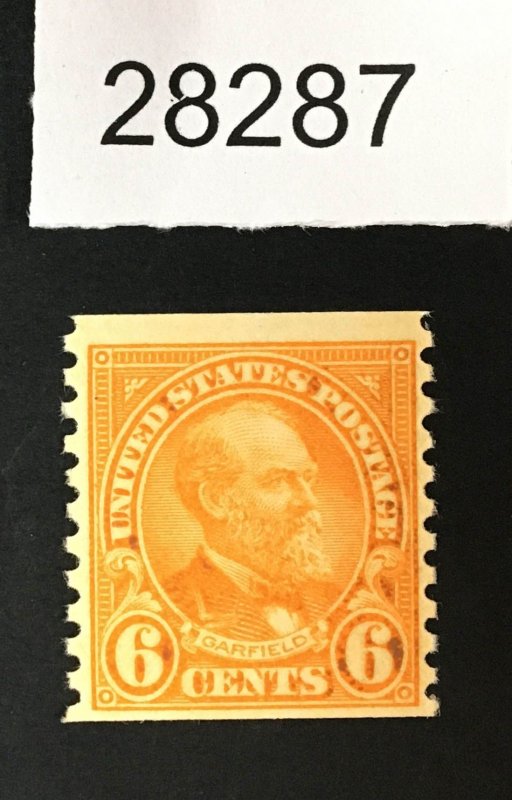 28287
UNITED STATES POSTAGE
GARFIELD
6 CENTS 6